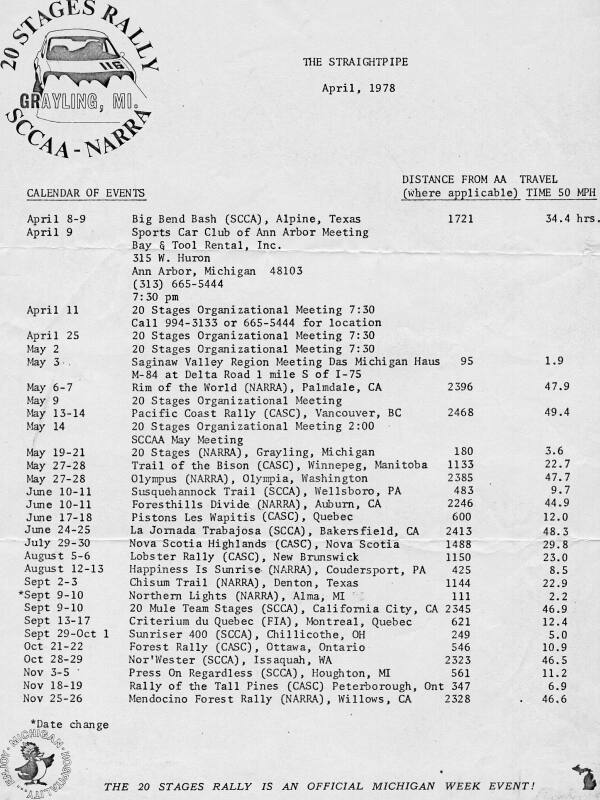 20 STAGES RALLY
116
GRAYLING, MI.
SCCAA-NARRA
THE STRAIGHTPIPE
April, 1978
DISTANCE FROM AA TRAVEL
CALENDAR OF EVENTS (where applicable) TIME 50 MPH
April 8-9 Big Bend Bash (SCCA), Alpine, Texas 1721 34.4 hrs.
April 9 Sports Car Club of Ann Arbor Meeting
Bay & Tool Rental, Inc.
315 W. Huron
Ann Arbor, Michigan 48103
(313) 665-5444
7:30 pm
April 11 20 Stages Organizational Meeting 7:30
Call 994-3133 or 665-5444 for location
April 25 20 Stages Organizational Meeting 7:30
May 2 20 Stages Organizational Meeting 7:30
May 3 Saginaw Valley Region Meeting Das Michigan Haus 95 1.9
M-84 at Delta Road 1 mile S of I-75
May 6-7 Rim of the World (NARRA), Palmdale, CA 2396 47.9
May 9 20 Stages Organizational Meeting
May 13-14 Pacific Coast Rally (CASC), Vancouver, BC 2468 49.4
May 14 20 Stages Organizational Meeting 2:00
SCCAA May Meeting
May 19-21 20 Stages (NARRA), Grayling, Michigan 180 3.6
May 27-28 Trail of the Bison (CASC), Winnepeg, Manitoba 1133 22.7
May 27-28 Olympus (NARRA), Olympia, Washington 2385 47.7
June 10-11 Susquehannock Trail (SCCA), Wellsboro, PA 483 9.7
June 10-11 Foresthills Divide (NARRA), Auburn, CA 2246 44.9
June 17-18 Pistons Les Wapitis (CASC), Quebec 600 12.0
June 24-25 La Jornada Trabajosa (SCCA), Bakersfield, CA 2413 48.3
July 29-30 Nova Scotia Highlands (CASC), Nova Scotia 1488 29.8
August 5-6 Lobster Rally (CASC), New Brunswick 1150 23.0
August 12-13 Happiness Is Sunrise (NARRA), Coudersport, PA 425 8.5
Sept 2-3 Chisum Trail (NARRA), Denton, Texas 1144 22.9
*Sept 9-10 Northern Lights (NARRA), Alma, MI 111 2.2
Sept 9-10 20 Mule Team Stages (SCCA), California City, CA 2345 46.9
Sept 13-17 Criterium du Quebec (FIA), Montreal, Quebec 621 12.4
Sept 29-Oct 1 Sunriser 400 (SCCA), Chillicothe, OH 249 5.0
Oct 21-22 Forest Rally (CASC), Ottawa, Ontario 546 10.9
Oct 28-29 Nor'Wester (SCCA), Issaquah, WA 2323 46.5
Nov 3-5 Press On Regardless (SCCA), Houghton, MI 561 11.2
Nov 18-19 Rally of the Tall Pines (CASC) Peterborough, Ont 347 6.9
Nov 25-26 Mendocino Forest Rally (NARRA), Willows, CA 2328 46.6
*Date change
ENJOY MICHIGAN HOSPITALITY
THE 20 STAGES RALLY IS AN OFFICIAL MICHIGAN WEEK EVENT!